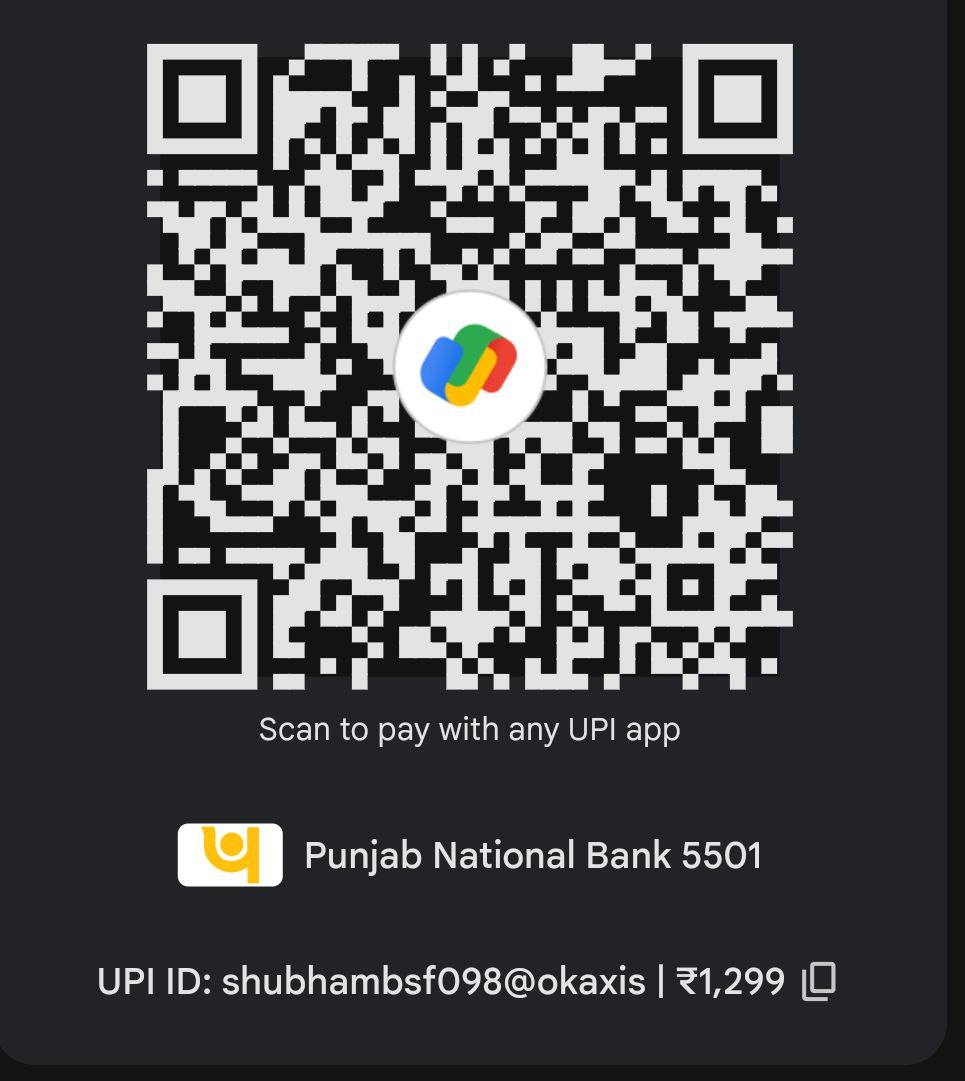 Scan to pay with any UPI app
Punjab National Bank 5501
UPI ID: shubhambsf098@okaxis | ₹1,299